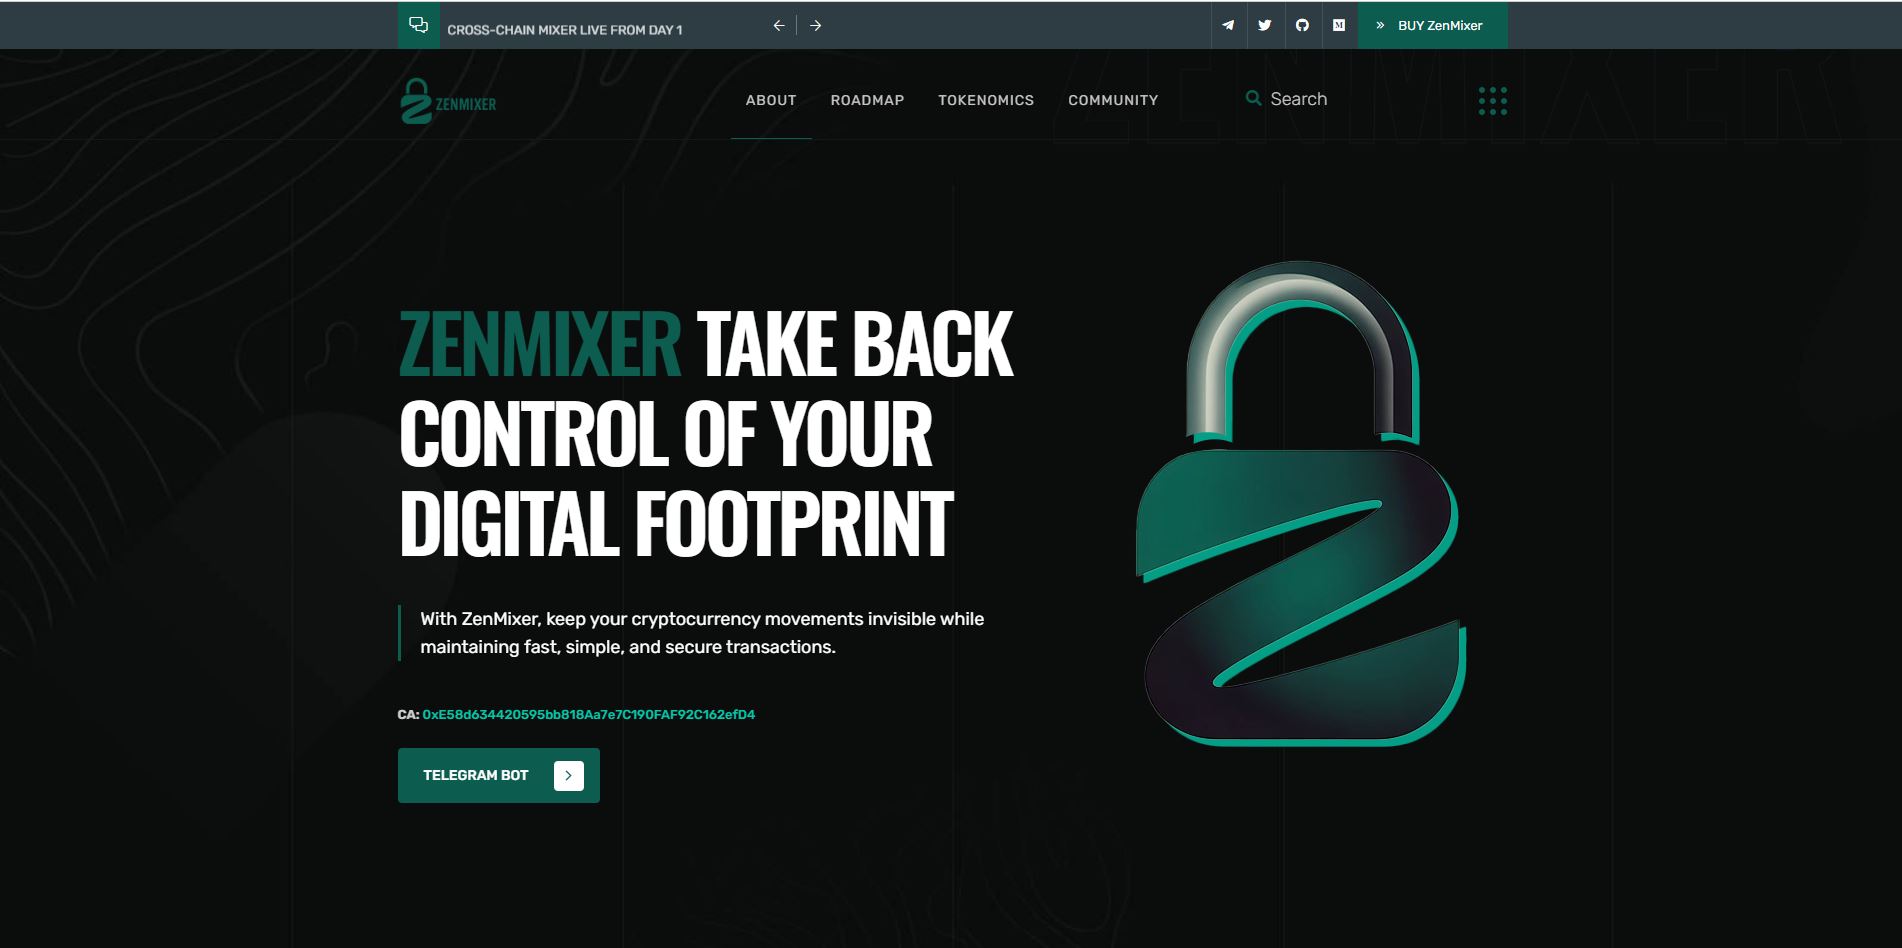 CROSS-CHAIN MIXER LIVE FROM DAY 1
BUY ZenMixer
ZENMIXER
ABOUT
ROADMAP
TOKENOMICS
COMMUNITY
Search
ZENMIXER
ZENMIXER TAKE BACK
CONTROL OF YOUR
DIGITAL FOOTPRINT
With ZenMixer, keep your cryptocurrency movements invisible while
maintaining fast, simple, and secure transactions.
CA: 0xE58d634420595bb818Aa7e7C190FAF92C162efD4
TELEGRAM BOT